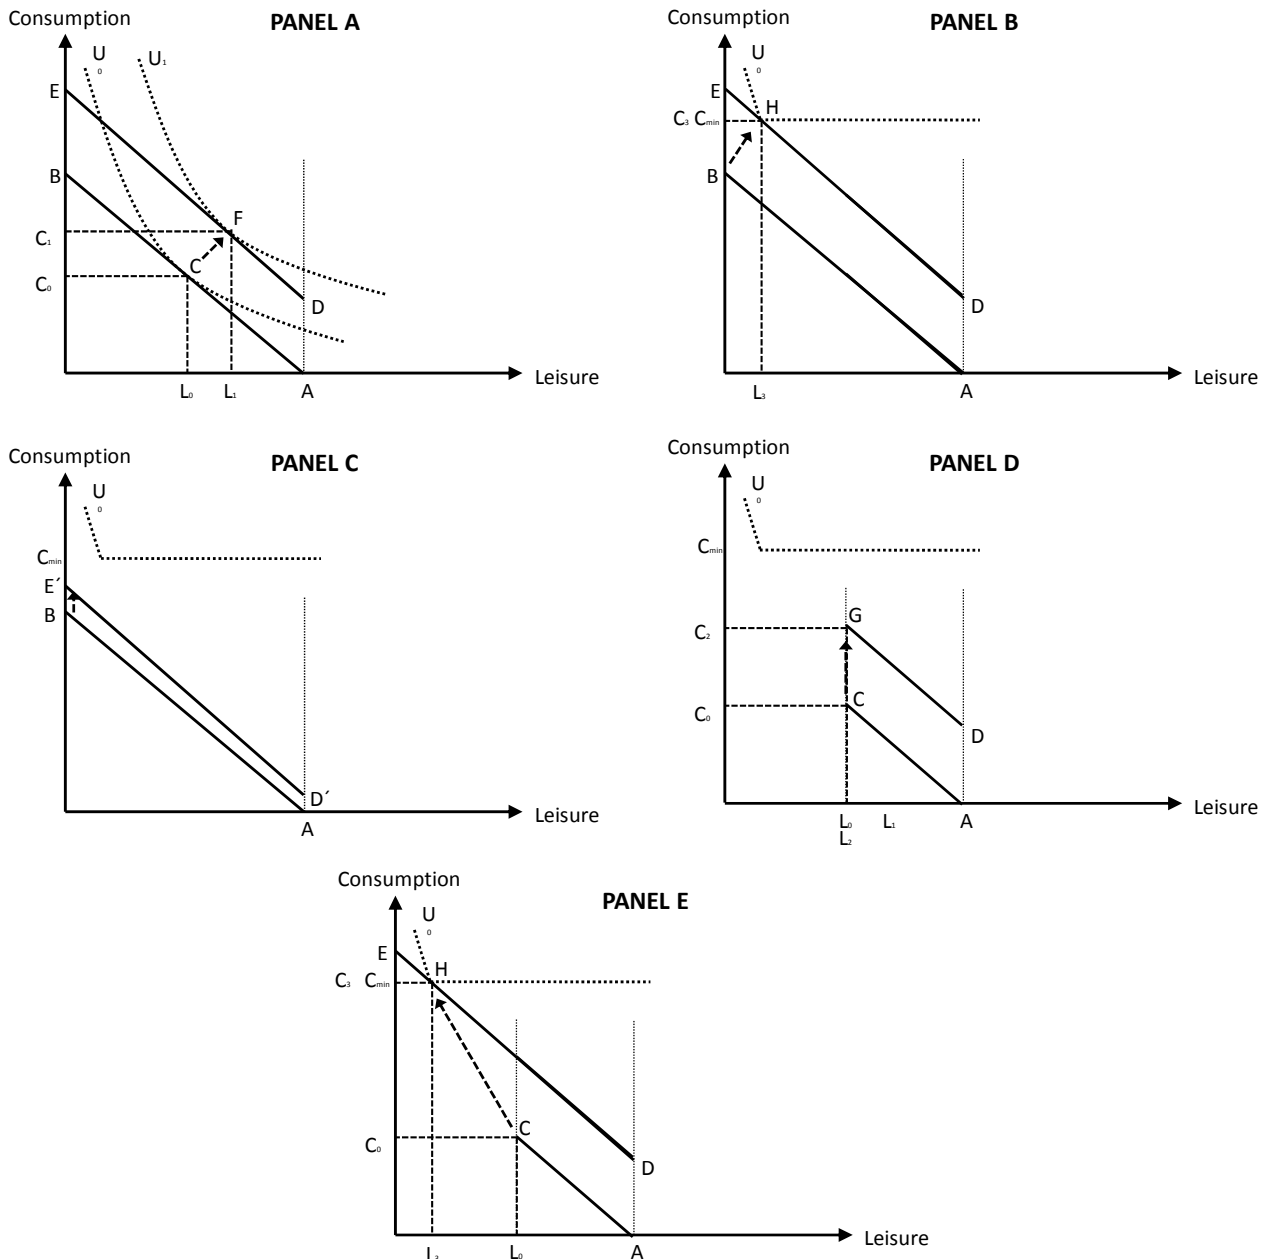 Consumption
PANEL A
U₀
U₁
E
B
F
C₁
C
C₀
D
L₀
L₁
A
Leisure
Consumption
PANEL B
U₀
E
H
C₃ Cmin
B
D
L₃
A
Leisure
Consumption
PANEL C
U₀
Cmin
E´
B
D´
A
Leisure
Consumption
PANEL D
U₀
Cmin
G
C₂
C
C₀
D
L₀
L₁
A
L₂
Leisure
Consumption
PANEL E
U₀
E
H
C₃ Cmin
C
C₀
D
L₃
L₀
A
Leisure